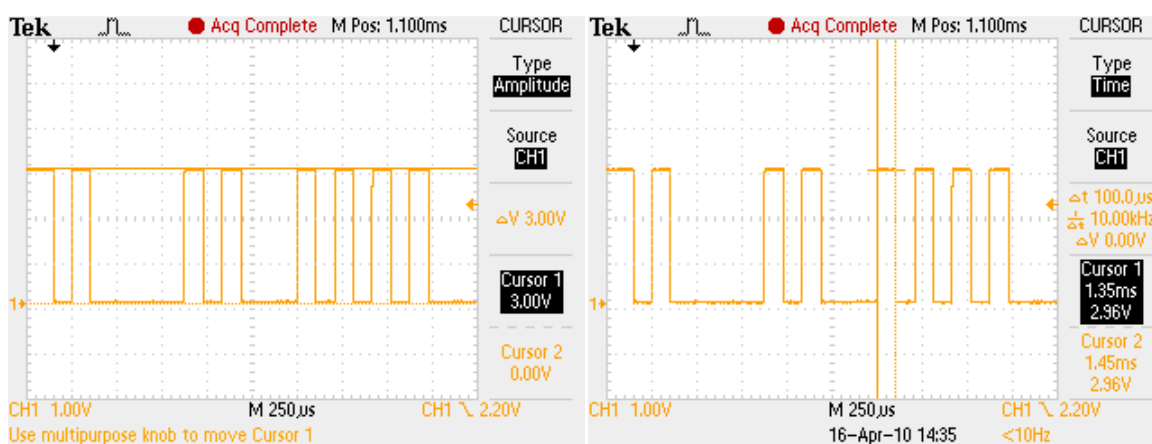 Tek Acq Complete M Pos: 1.100ms CURSOR
Type
Amplitude
Source
CH1
△V 3.00V
Cursor 1
3.00V
Cursor 2
0.00V
1
CH1 1.00V M 250µs CH1 2.20V
Use multipurpose knob to move Cursor 1
Tek Acq Complete M Pos: 1.100ms CURSOR
Type
Time
Source
CH1
△t 100.0µs
1/△t 10.00kHz
△V 0.00V
Cursor 1
1.35ms
2.96V
Cursor 2
1.45ms
2.96V
1
CH1 1.00V M 250µs CH1 2.20V
16-Apr-10 14:35 <10Hz